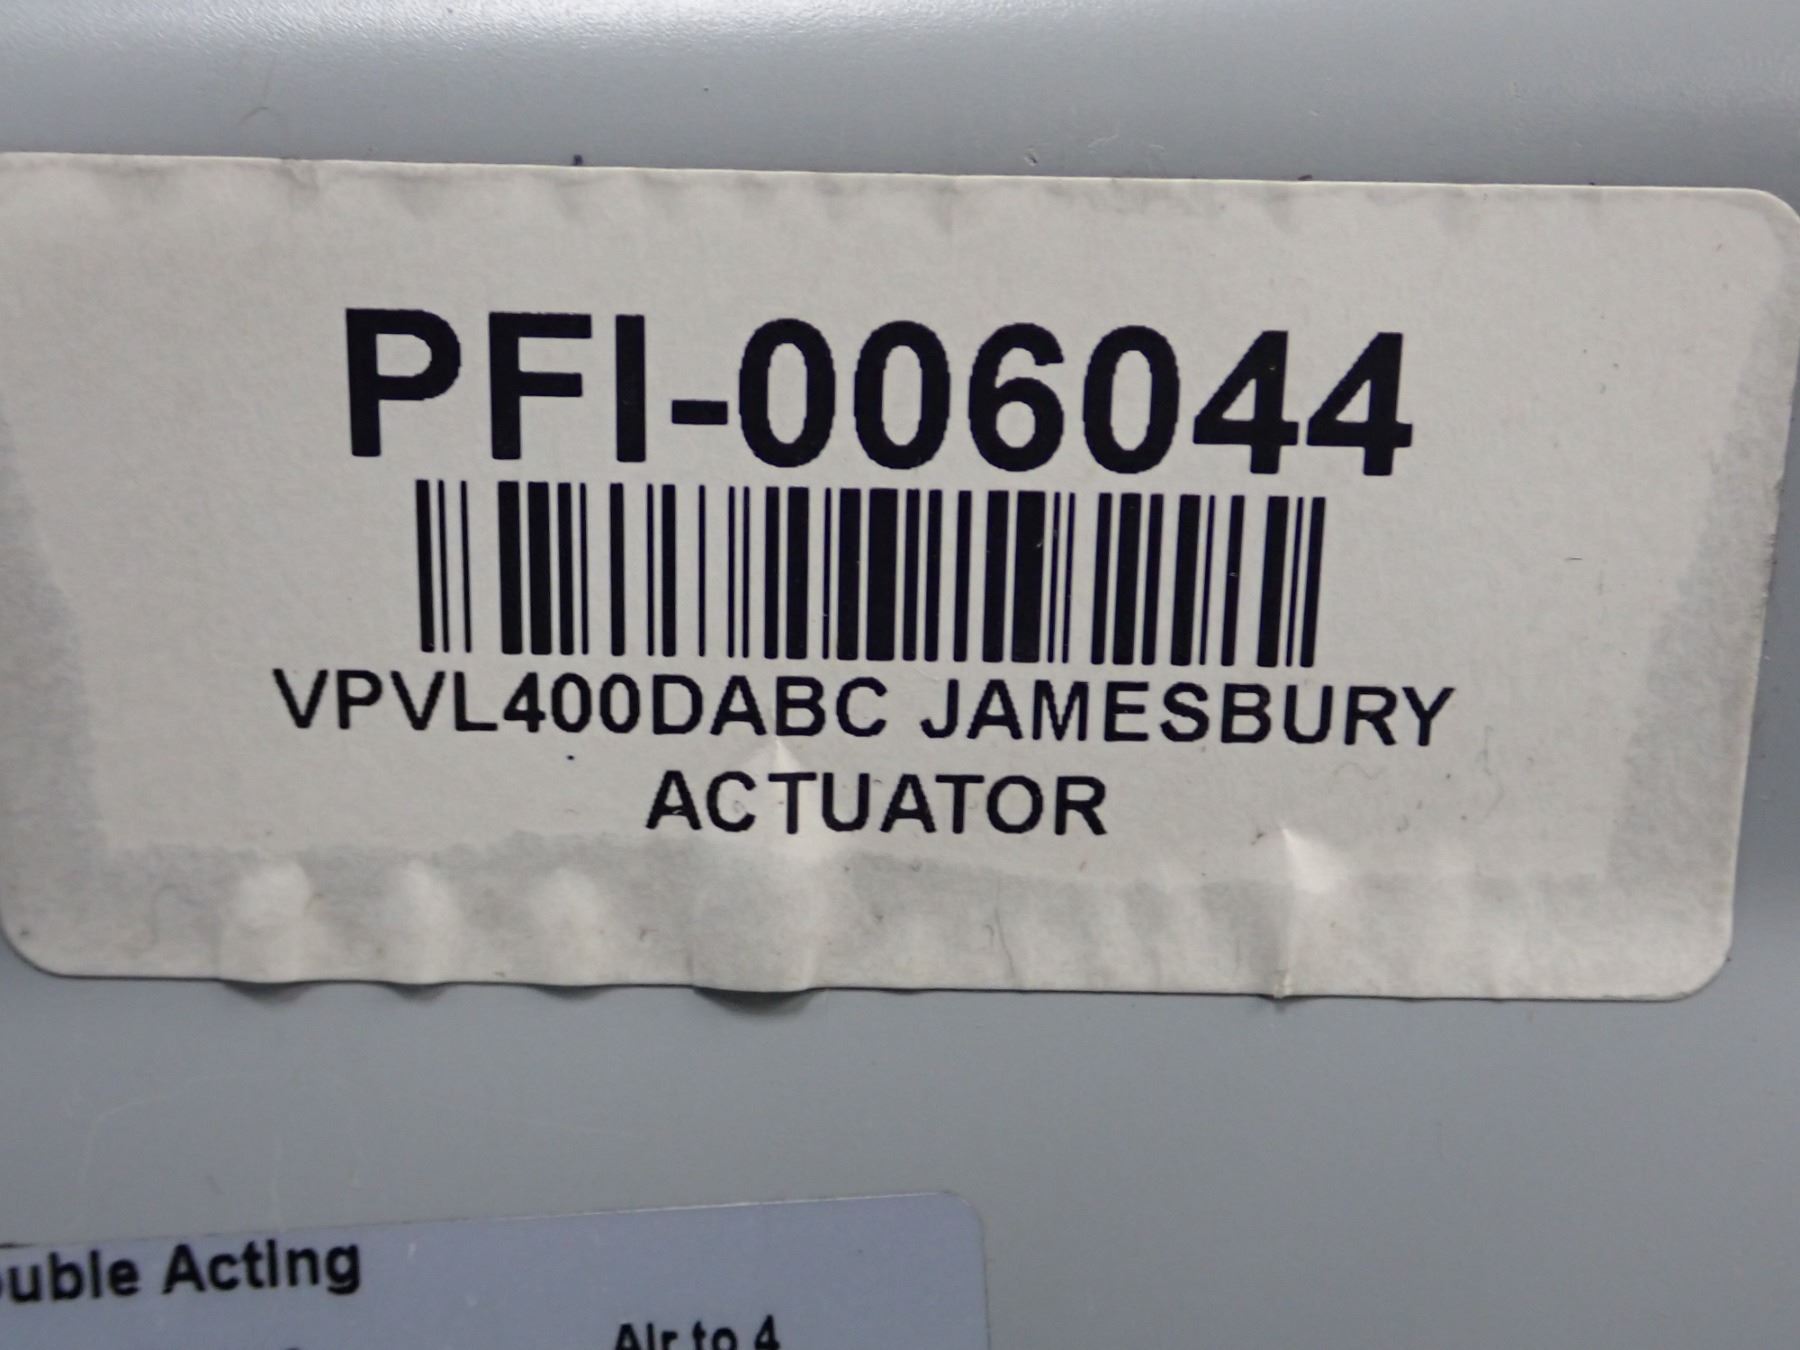 PFI-006044
VPVL400DABC JAMESBURY
ACTUATOR
ouble Acting
Air to 4